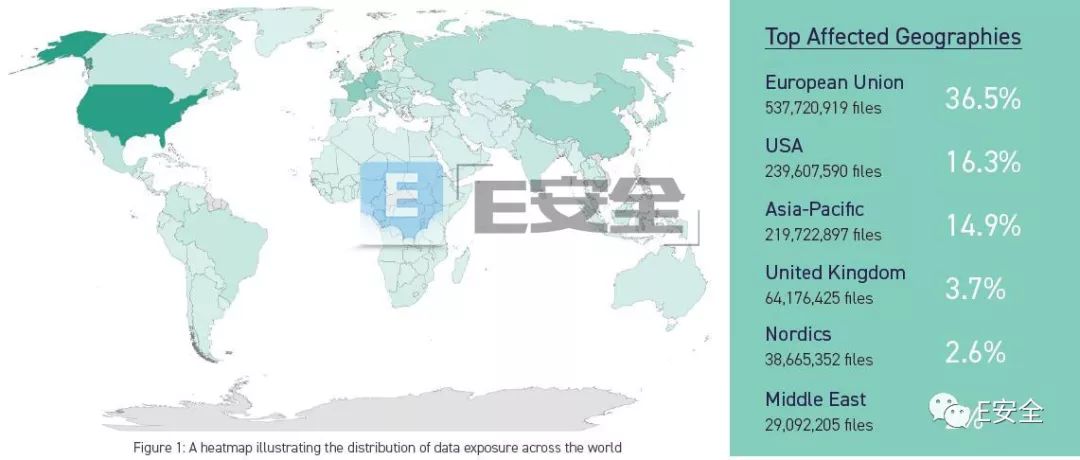 Top Affected Geographies
European Union
36.5%
537,720,919 files
USA
16.3%
239,607,590 files
Asia-Pacific
14.9%
219,722,897 files
United Kingdom
3.7%
64,176,425 files
Nordics
2.6%
38,665,352 files
Middle East
29,092,205 files
E
E安全
E安全
Figure 1: A heatmap illustrating the distribution of data exposure across the world